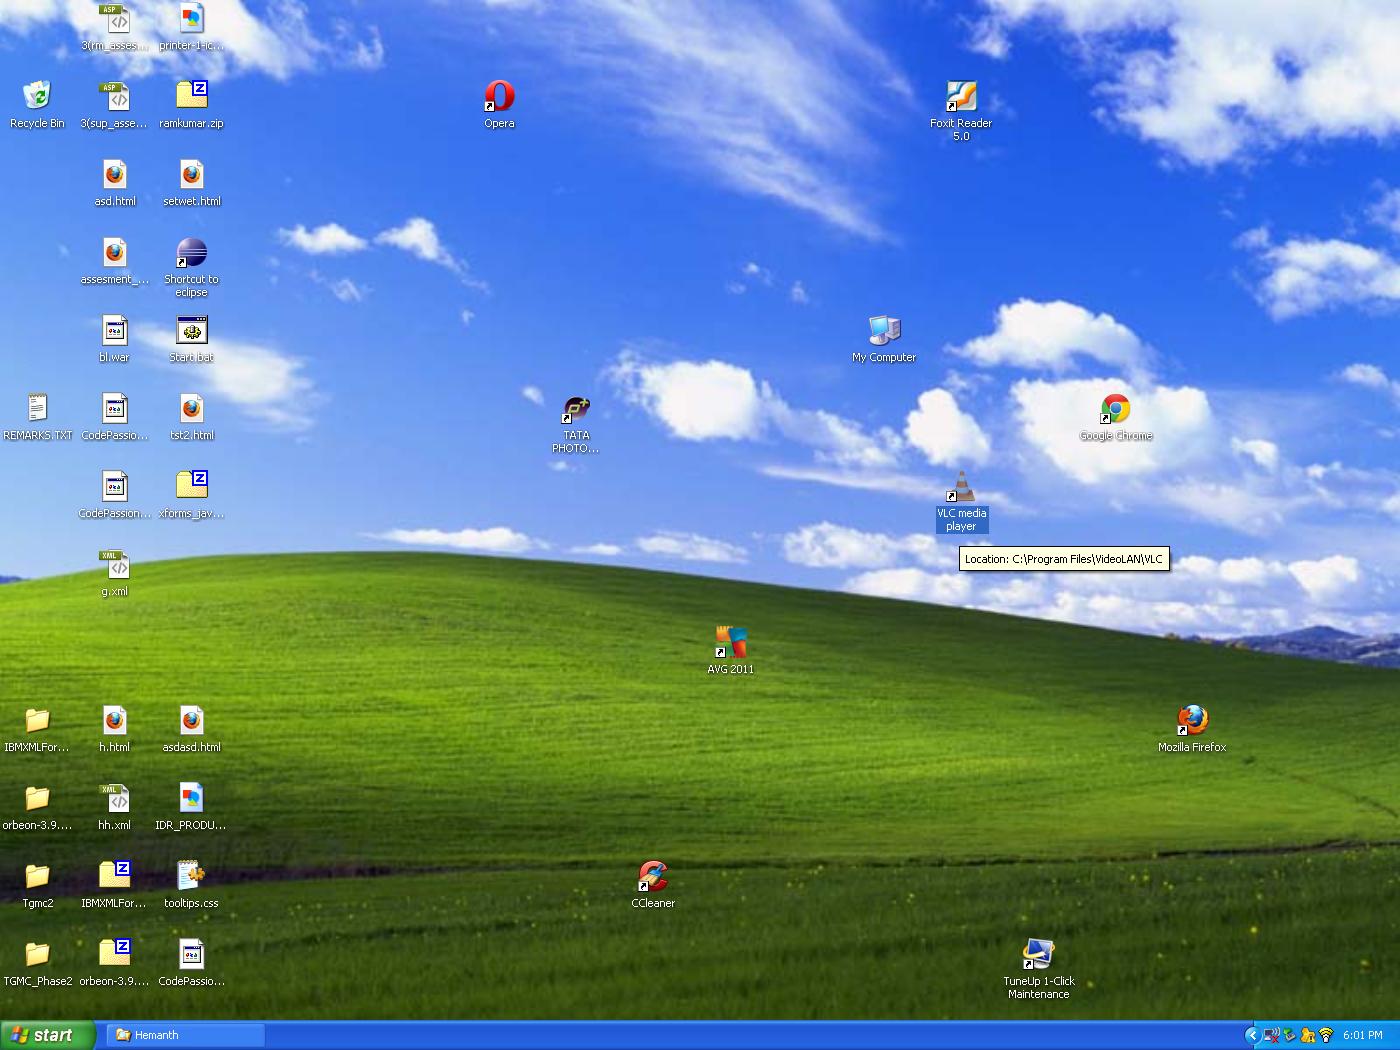 3(rm_asses...
printer-1-ic...
Recycle Bin
3(sup_asse...
ramkumar.zip
Opera
Foxit Reader
5.0
asd.html
setwet.html
assesment_...
Shortcut to
eclipse
bl.war
Start.bat
My Computer
REMARKS.TXT
CodePassio...
tst2.html
TATA
PHOTO...
Google Chrome
CodePassion...
xforms_jav...
VLC media
player
Location: C:\Program Files\VideoLAN\VLC
g.xml
AVG 2011
IBMXMLFor...
h.html
asdasd.html
Mozilla Firefox
orbeon-3.9....
hh.xml
IDR_PRODU...
Tgmc2
IBMXMLFor...
tooltips.css
CCleaner
TGMC_Phase2
orbeon-3.9....
CodePassio...
TuneUp 1-Click
Maintenance
start
Hemanth
6:01 PM
ASP
ASP
XML
XML